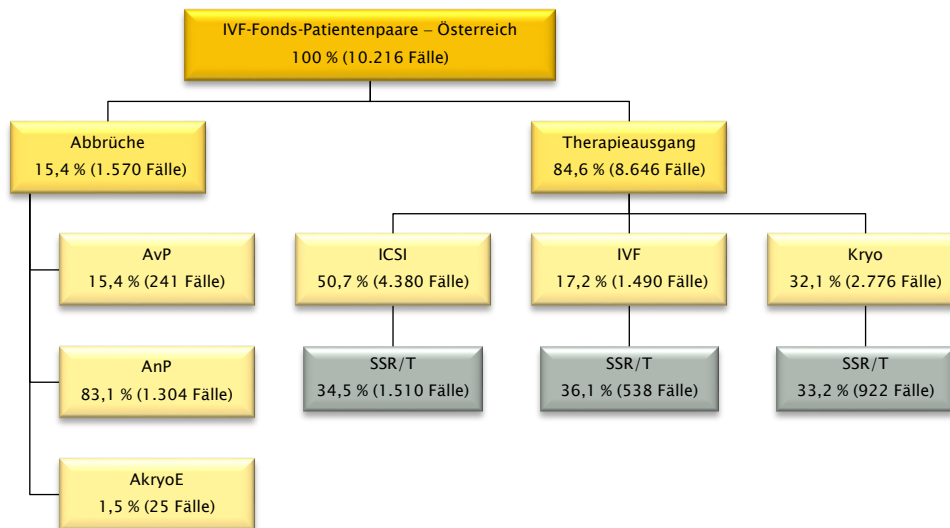 IVF-Fonds-Patientenpaare – Österreich
100 % (10.216 Fälle)
Abbrüche
15,4 % (1.570 Fälle)
Therapieausgang
84,6 % (8.646 Fälle)
AvP
15,4 % (241 Fälle)
ICSI
50,7 % (4.380 Fälle)
IVF
17,2 % (1.490 Fälle)
Kryo
32,1 % (2.776 Fälle)
AnP
83,1 % (1.304 Fälle)
SSR/T
34,5 % (1.510 Fälle)
SSR/T
36,1 % (538 Fälle)
SSR/T
33,2 % (922 Fälle)
AkryoE
1,5 % (25 Fälle)